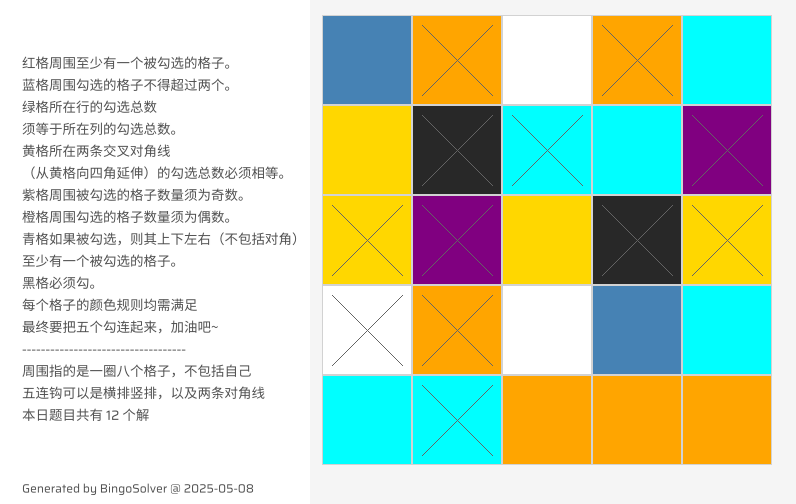 红格周围至少有一个被勾选的格子。
蓝格周围勾选的格子不得超过两个。
绿格所在行的勾选总数
须等于所在列的勾选总数。
黄格所在两条交叉对角线
（从黄格向四角延伸）的勾选总数必须相等。
紫格周围被勾选的格子数量须为奇数。
橙格周围勾选的格子数量须为偶数。
青格如果被勾选，则其上下左右（不包括对角）
至少有一个被勾选的格子。
黑格必须勾。
每个格子的颜色规则均需满足
最终要把五个勾连起来，加油吧~
-----------------------------------
周围指的是一圈八个格子，不包括自己
五连钩可以是横排竖排，以及两条对角线
本日题目共有 12 个解
Generated by BingoSolver @ 2025-05-08